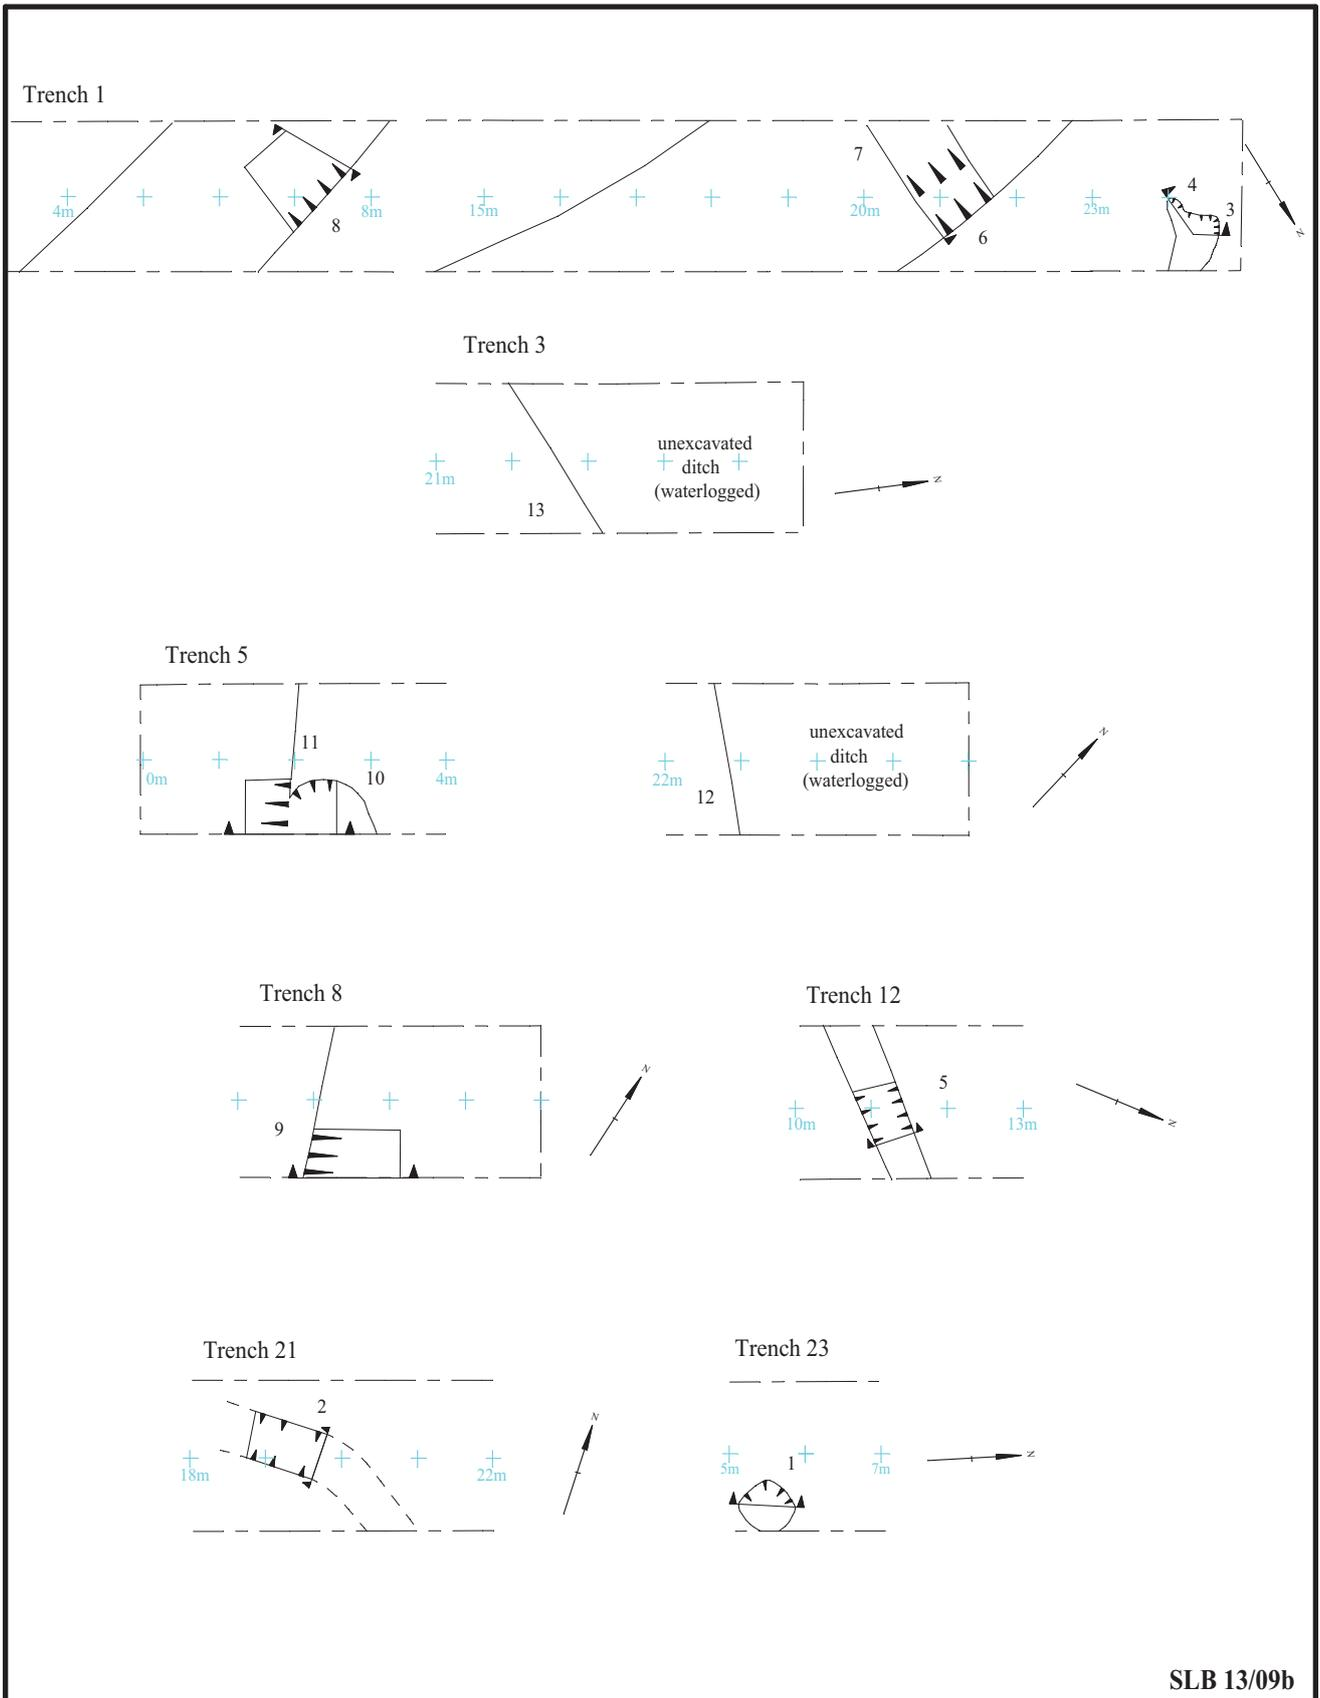 Trench 1
7
4
3
4m
8m
15m
20m
23m
8
6
N
Trench 3
unexcavated
ditch
(waterlogged)
21m
13
N
Trench 5
11
10
0m
4m
unexcavated
ditch
(waterlogged)
22m
12
N
Trench 8
9
N
Trench 12
5
10m
13m
N
Trench 21
2
18m
22m
N
Trench 23
1
5m
7m
N
SLB 13/09b